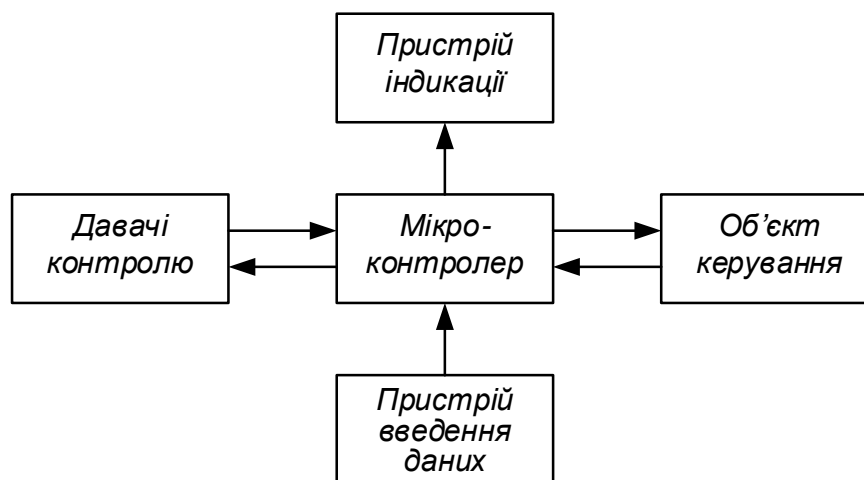 Пристрій
індикації
Давачі
контролю
Мікро-
контролер
Об’єкт
керування
Пристрій
введення
даних